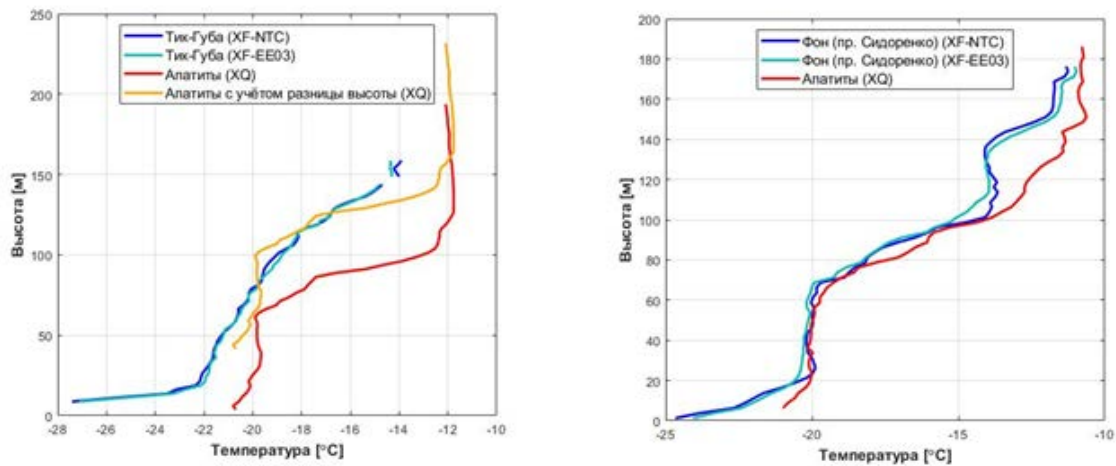 250
200
150
100
50
0
Высота [м]
Тик-Губа (XF-NTC)
Тик-Губа (XF-EE03)
Апатиты (XQ)
Апатиты с учётом разницы высоты (XQ)
-28 -26 -24 -22 -20 -18 -16 -14 -12 -10
Температура [°C]
200
180
160
140
120
100
80
60
40
20
0
Высота [м]
Фон (пр. Сидоренко) (XF-NTC)
Фон (пр. Сидоренко) (XF-EE03)
Апатиты (XQ)
-25 -20 -15 -10
Температура [°C]